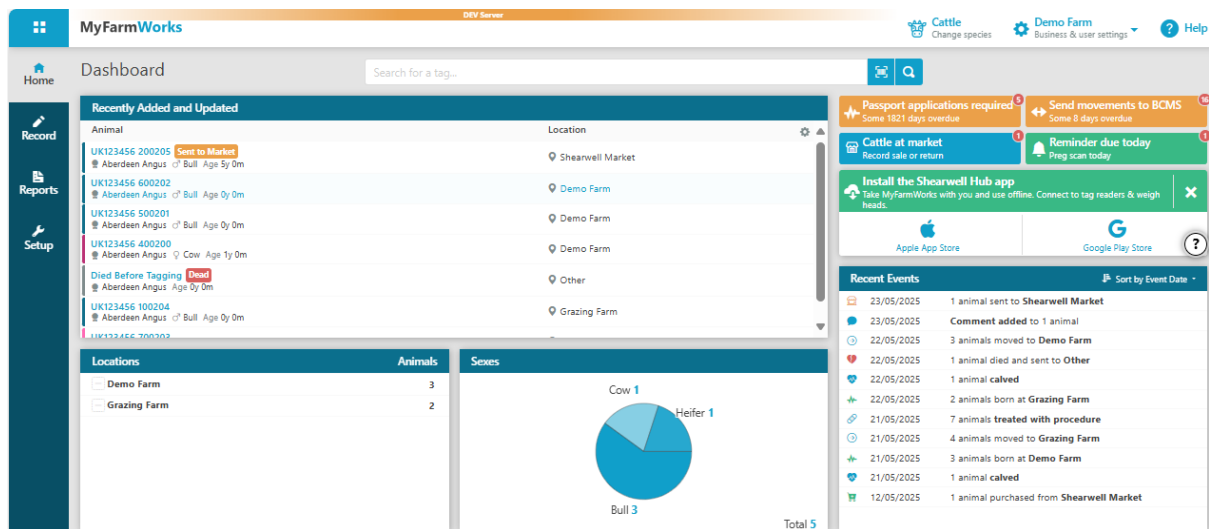 DEV Server
MyFarmWorks
Cattle
Change species
Demo Farm
Business & user settings
? Help
Home
Record
Reports
Setup
Dashboard
Search for a tag...
Recently Added and Updated
Animal Location
UK123456 200205 Sent to Market
Aberdeen Angus ♂ Bull Age 5y 0m
Shearwell Market
UK123456 600202
Aberdeen Angus ♂ Bull Age 0y 0m
Demo Farm
UK123456 500201
Aberdeen Angus ♂ Bull Age 0y 0m
Demo Farm
UK123456 400200
Aberdeen Angus ♀ Cow Age 1y 0m
Demo Farm
Died Before Tagging Dead
Aberdeen Angus Age 0y 0m
Other
UK123456 100204
Aberdeen Angus ♂ Bull Age 0y 0m
Grazing Farm
UK123456 700203
Locations Animals
Demo Farm 3
Grazing Farm 2
Sexes
Cow 1
Heifer 1
Bull 3
Total 5
Passport applications required 5
Some 1821 days overdue
Send movements to BCMS 16
Some 8 days overdue
Cattle at market 1
Record sale or return
Reminder due today 1
Preg scan today
Install the Shearwell Hub app
Take MyFarmWorks with you and use offline. Connect to tag readers & weigh
heads.
Apple App Store
G
Google Play Store
?
Recent Events Sort by Event Date
23/05/2025 1 animal sent to Shearwell Market
23/05/2025 Comment added to 1 animal
22/05/2025 3 animals moved to Demo Farm
22/05/2025 1 animal died and sent to Other
22/05/2025 1 animal calved
22/05/2025 2 animals born at Grazing Farm
21/05/2025 7 animals treated with procedure
21/05/2025 4 animals moved to Grazing Farm
21/05/2025 3 animals born at Demo Farm
21/05/2025 1 animal calved
12/05/2025 1 animal purchased from Shearwell Market